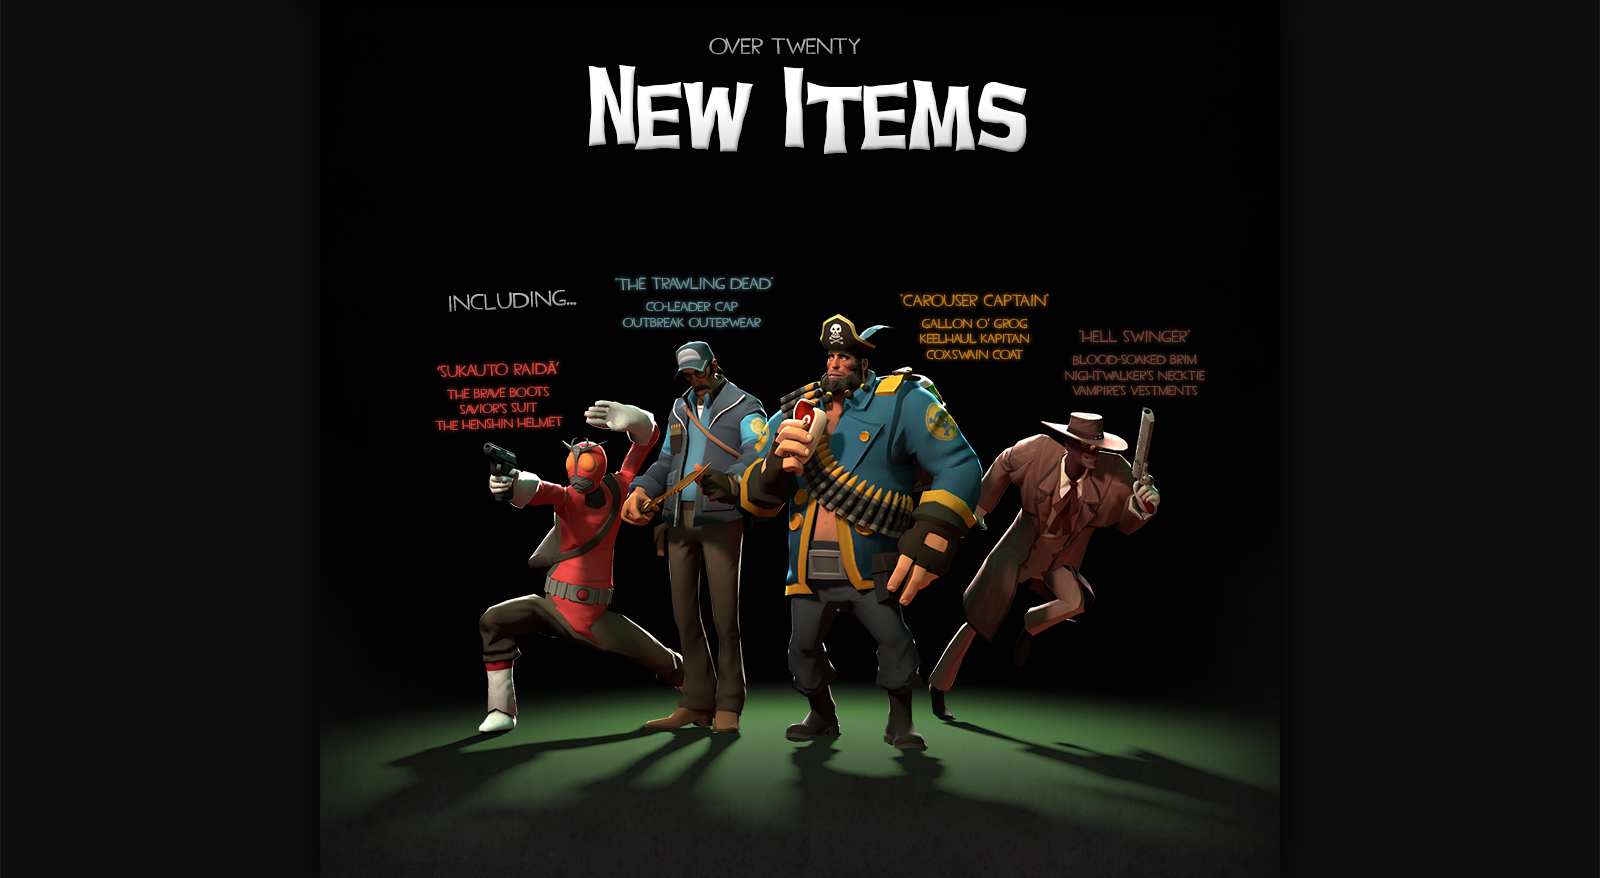 OVER TWENTY
NEW ITEMS
INCLUDING...
"THE TRAWLING DEAD"
CO-LEADER CAP
OUTBREAK OUTERWEAR
"CAROUSER CAPTAIN"
GALLON O' GROG
KEELHAUL KAPITAN
COXSWAIN COAT
"HELL SWINGER"
BLOOD-SOAKED BRIM
NIGHTWALKER'S NECKTIE
VAMPIRE'S VESTMENTS
"SUKAUTO RAIDĀ"
THE BRAVE BOOTS
SAVIOR'S SUIT
THE HENSHIN HELMET